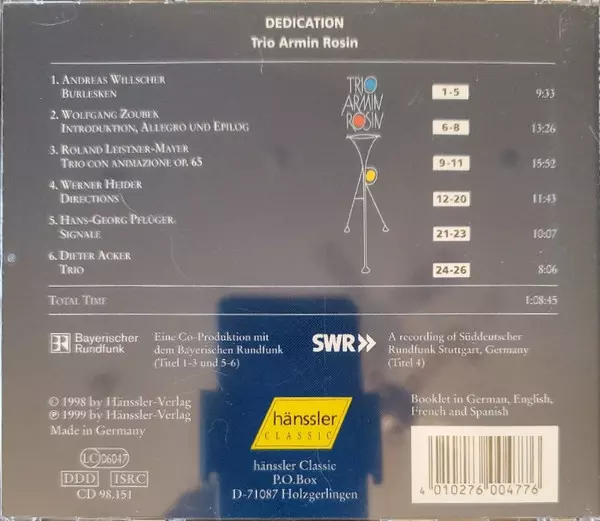 DEDICATION
Trio Armin Rosin
1. Andreas Willscher
Burlesken
1-5
9:33
2. Wolfgang Zoubek
Introduktion, Allegro und Epilog
6-8
13:26
3. Roland Leistner-Mayer
Trio con animazione op. 65
9-11
15:52
4. Werner Heider
Directions
12-20
11:43
5. Hans-Georg Pflüger
Signale
21-23
10:07
6. Dieter Acker
Trio
24-26
8:06
TRIO
ARMIN
ROSIN
Total Time 1:08:45
Bayerischer
Rundfunk
Eine Co-Produktion mit
dem Bayerischen Rundfunk
(Titel 1-3 und 5-6)
SWR
A recording of Süddeutscher
Rundfunk Stuttgart, Germany
(Titel 4)
© 1998 by Hänssler-Verlag
℗ 1999 by Hänssler-Verlag
Made in Germany
LC 06047
DDD ISRC
CD 98.151
hänssler
CLASSIC
hänssler Classic
P.O.Box
D-71087 Holzgerlingen
Booklet in German, English,
French and Spanish
4 010276 004776